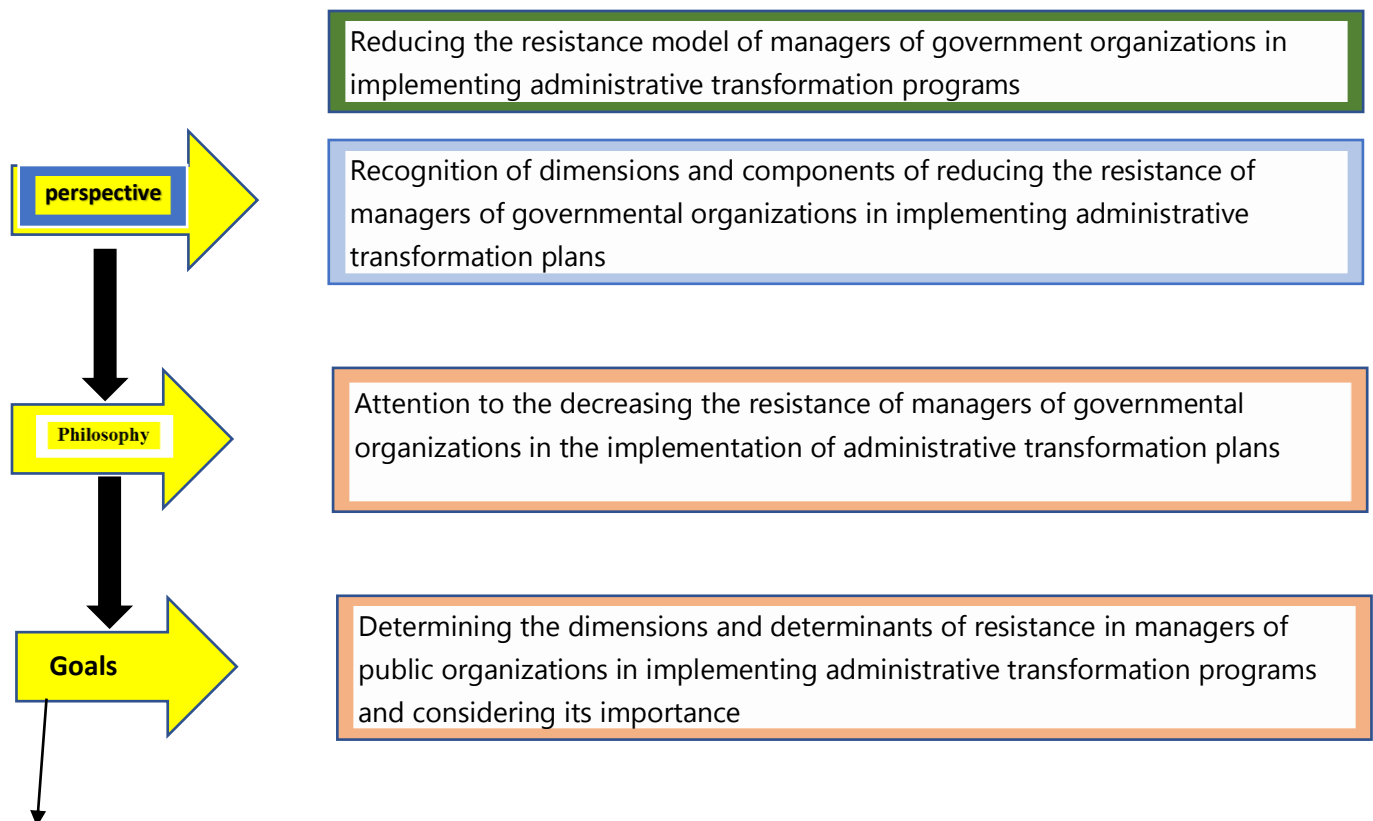 Reducing the resistance model of managers of government organizations in
implementing administrative transformation programs
perspective
Recognition of dimensions and components of reducing the resistance of
managers of governmental organizations in implementing administrative
transformation plans
Philosophy
Attention to the decreasing the resistance of managers of governmental
organizations in the implementation of administrative transformation plans
Goals
Determining the dimensions and determinants of resistance in managers of
public organizations in implementing administrative transformation programs
and considering its importance